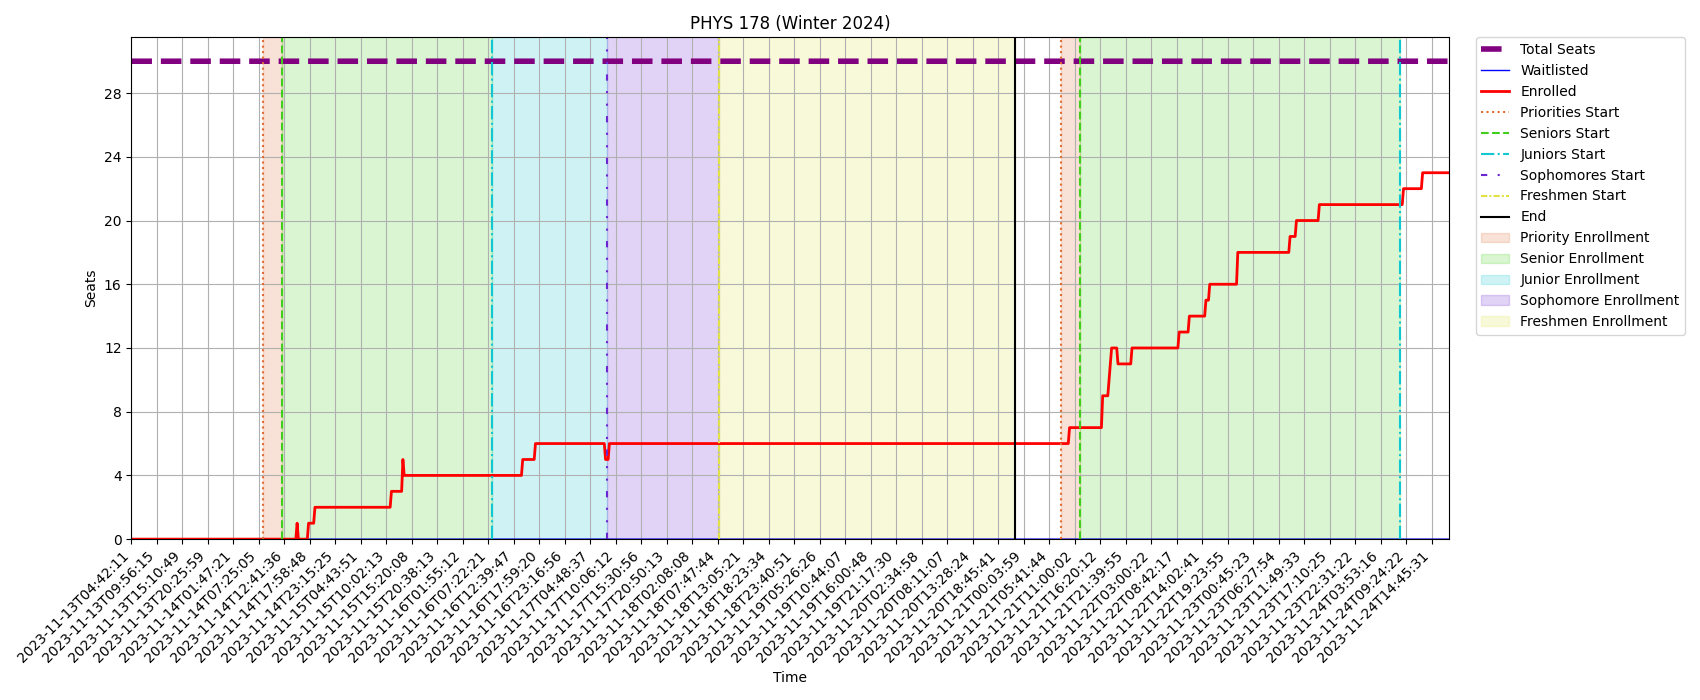 PHYS 178 (Winter 2024)
Seats
28
24
20
16
12
8
4
0
2023-11-13T04:42:11
2023-11-13T09:56:15
2023-11-13T15:10:49
2023-11-13T20:25:59
2023-11-14T01:47:21
2023-11-14T07:25:05
2023-11-14T12:41:36
2023-11-14T17:58:48
2023-11-14T23:15:25
2023-11-15T04:43:51
2023-11-15T10:02:13
2023-11-15T15:20:08
2023-11-15T20:38:13
2023-11-16T01:55:12
2023-11-16T07:22:21
2023-11-16T12:39:47
2023-11-16T17:59:20
2023-11-16T23:16:56
2023-11-17T04:48:37
2023-11-17T10:06:12
2023-11-17T15:30:56
2023-11-17T20:50:13
2023-11-18T02:08:08
2023-11-18T07:47:44
2023-11-18T13:05:21
2023-11-18T18:23:34
2023-11-18T23:40:51
2023-11-19T05:26:26
2023-11-19T10:44:07
2023-11-19T16:00:48
2023-11-19T21:17:30
2023-11-20T02:34:58
2023-11-20T08:11:07
2023-11-20T13:28:24
2023-11-20T18:45:41
2023-11-21T00:03:59
2023-11-21T05:41:44
2023-11-21T11:00:02
2023-11-21T16:20:12
2023-11-21T21:39:55
2023-11-22T03:00:22
2023-11-22T08:42:17
2023-11-22T14:02:41
2023-11-22T19:23:55
2023-11-23T00:45:23
2023-11-23T06:27:54
2023-11-23T11:49:33
2023-11-23T17:10:25
2023-11-23T22:31:22
2023-11-24T03:53:16
2023-11-24T09:24:22
2023-11-24T14:45:31
Time
Total Seats
Waitlisted
Enrolled
Priorities Start
Seniors Start
Juniors Start
Sophomores Start
Freshmen Start
End
Priority Enrollment
Senior Enrollment
Junior Enrollment
Sophomore Enrollment
Freshmen Enrollment